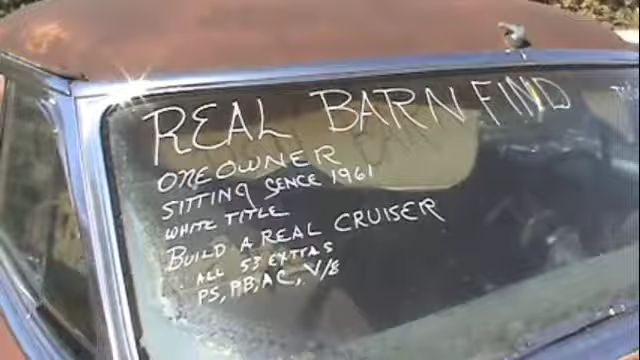 REAL BARN FIND
ONE OWNER
SITTING SENCE 1961
WHITE TITLE
BUILD A REAL CRUISER
. ALL 53 EXTRAS
PS, PB, AC, V/8